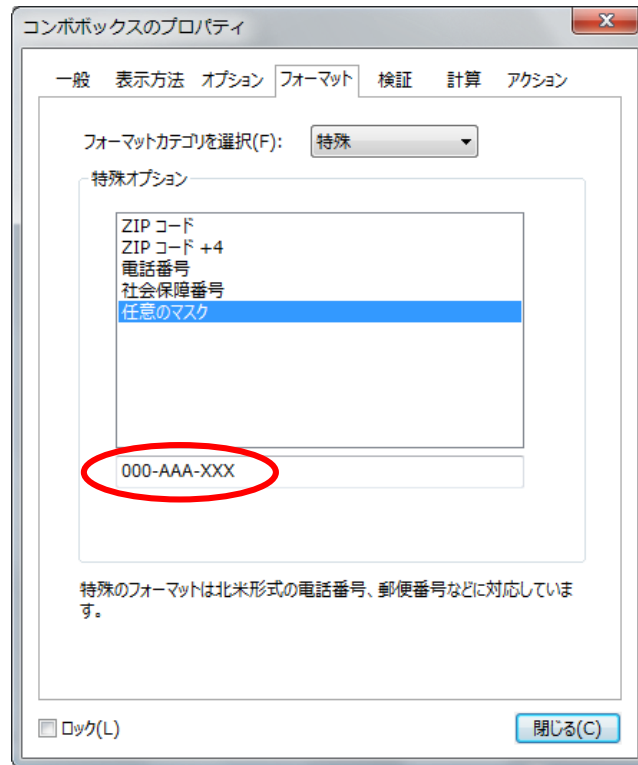 コンボボックスのプロパティ
一般 表示方法 オプション フォーマット 検証 計算 アクション
フォーマットカテゴリを選択(F): 特殊
特殊オプション
ZIP コード
ZIP コード +4
電話番号
社会保障番号
任意のマスク
000-AAA-XXX
特殊のフォーマットは北米形式の電話番号、郵便番号などに対応していま
す。
ロック(L)
閉じる(C)